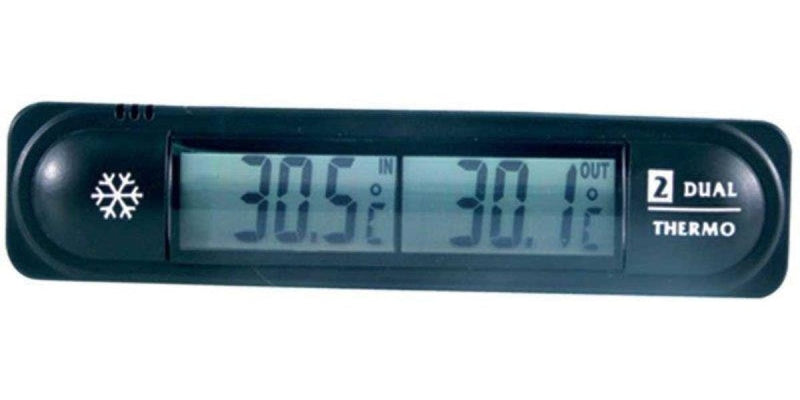 30.5 °C IN
30.1 °C OUT
2 DUAL
THERMO